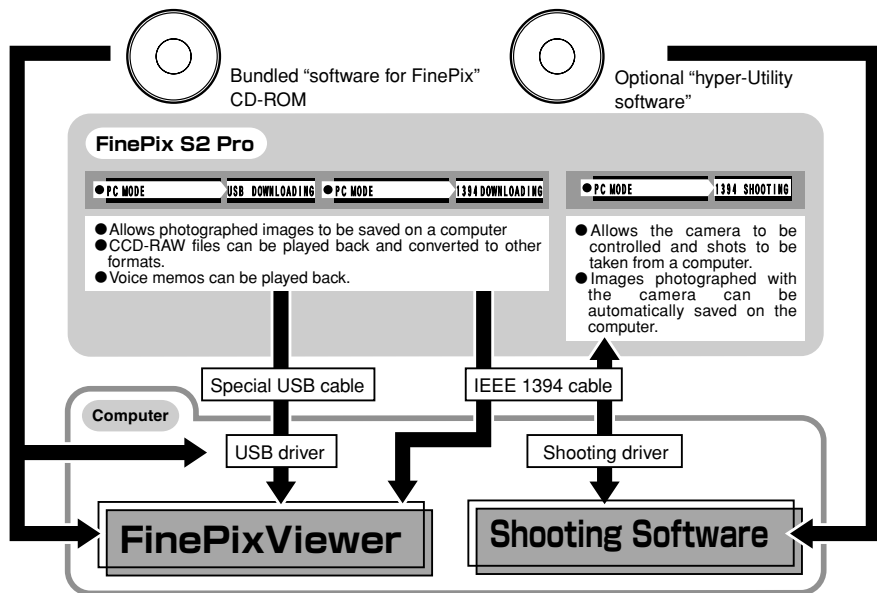 Bundled “software for FinePix”
CD-ROM
Optional “hyper-Utility
software”
FinePix S2 Pro
●PC MODE USB DOWNLOADING ●PC MODE 1394 DOWNLOADING
●Allows photographed images to be saved on a computer
●CCD-RAW files can be played back and converted to other
formats.
●Voice memos can be played back.
●PC MODE 1394 SHOOTING
●Allows the camera to be
controlled and shots to be
taken from a computer.
●Images photographed with
the camera can be
automatically saved on the
computer.
Special USB cable
IEEE 1394 cable
Computer
USB driver
Shooting driver
FinePixViewer
Shooting Software